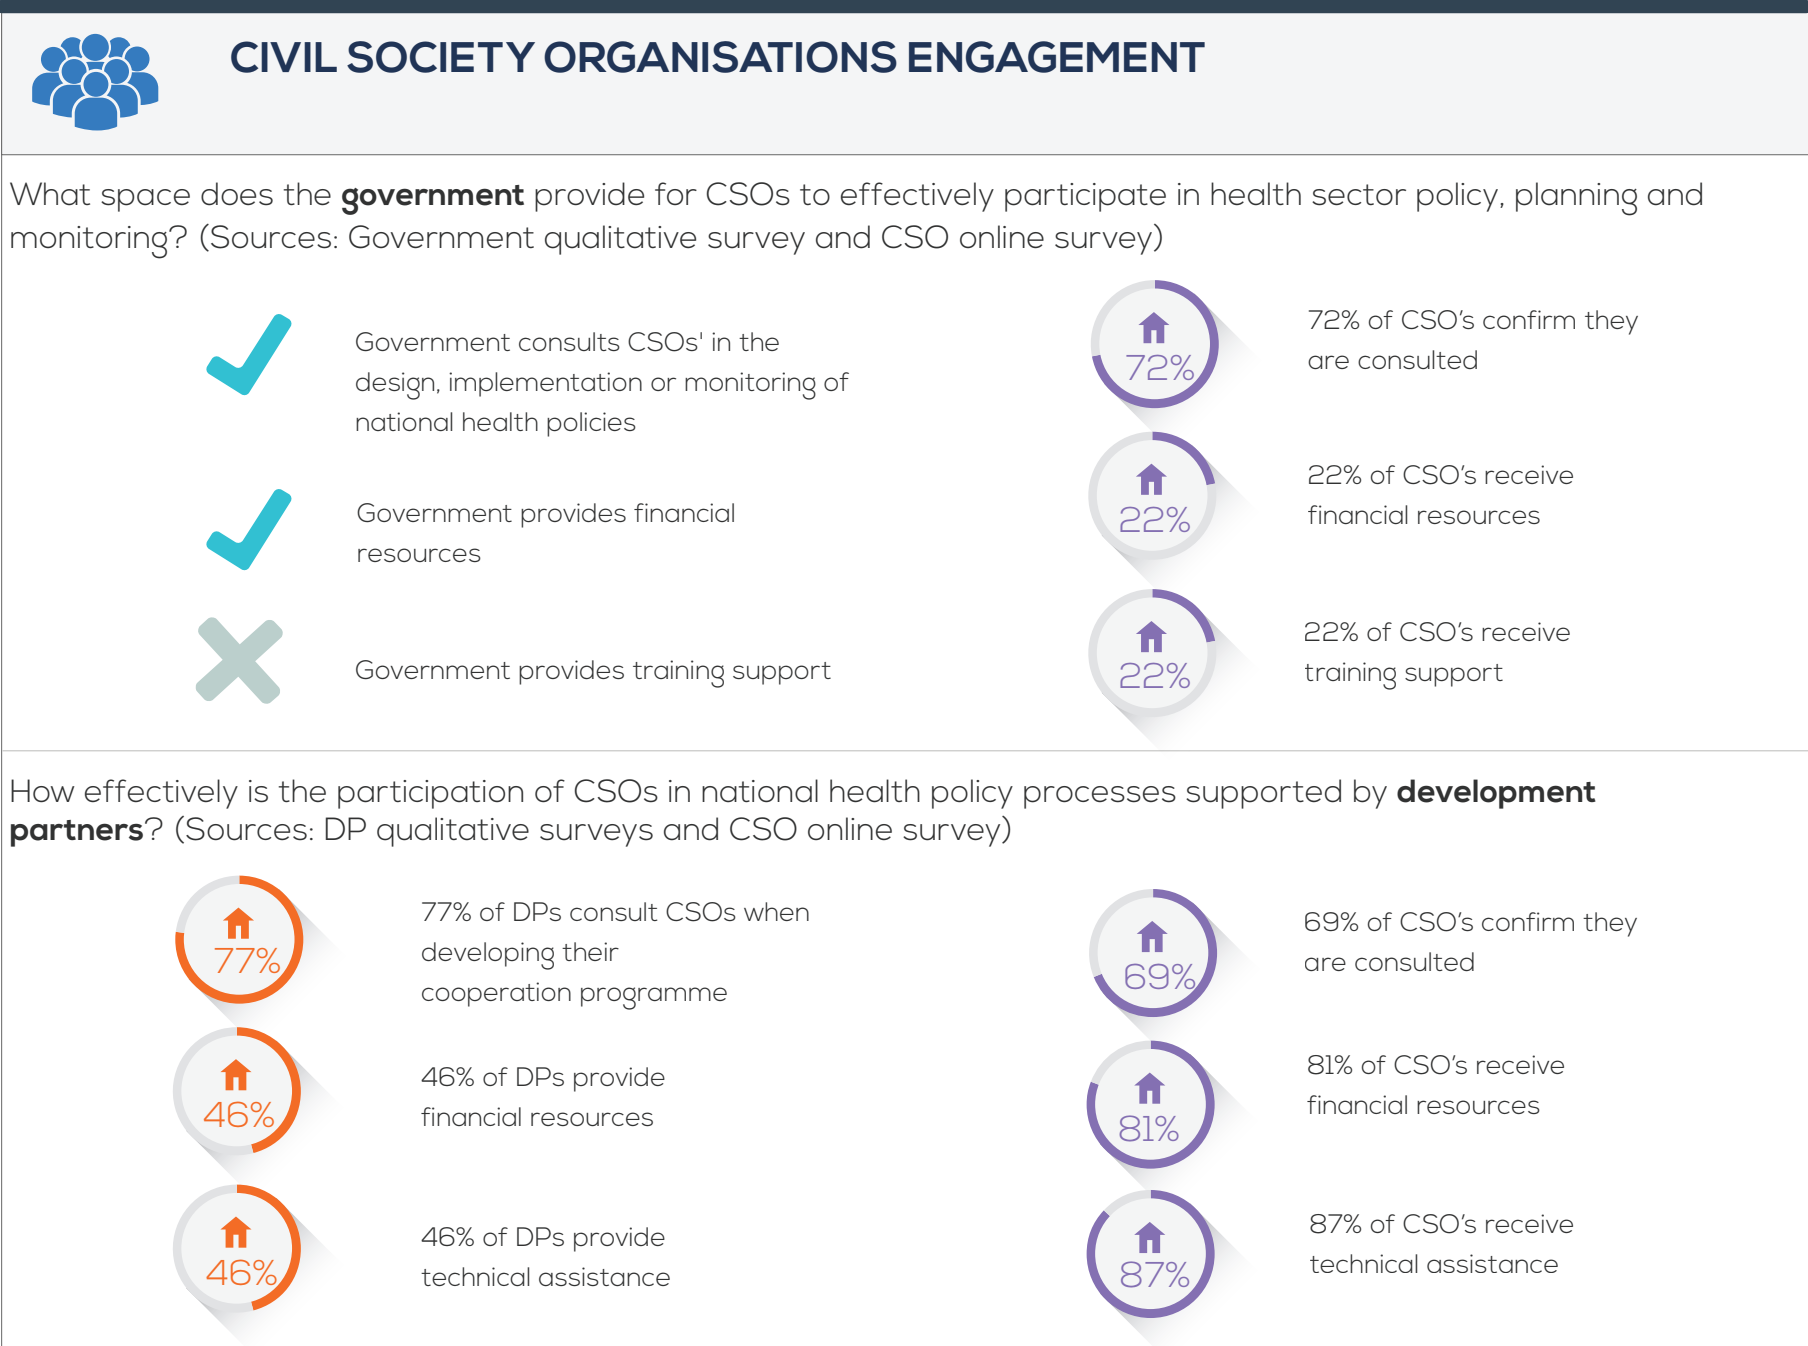 CIVIL SOCIETY ORGANISATIONS ENGAGEMENT
What space does the government provide for CSOs to effectively participate in health sector policy, planning and
monitoring? (Sources: Government qualitative survey and CSO online survey)
Government consults CSOs' in the
design, implementation or monitoring of
national health policies
72%
72% of CSO's confirm they
are consulted
Government provides financial
resources
22%
22% of CSO's receive
financial resources
Government provides training support
22%
22% of CSO's receive
training support
How effectively is the participation of CSOs in national health policy processes supported by development
partners? (Sources: DP qualitative surveys and CSO online survey)
77%
77% of DPs consult CSOs when
developing their
cooperation programme
69%
69% of CSO's confirm they
are consulted
46%
46% of DPs provide
financial resources
81%
81% of CSO's receive
financial resources
46%
46% of DPs provide
technical assistance
87%
87% of CSO's receive
technical assistance